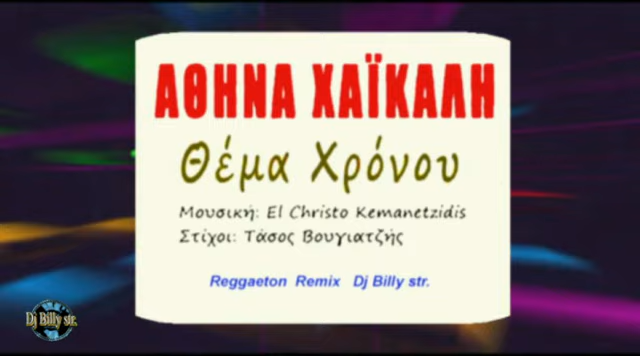 ΑΘΗΝΑ ΧΑΪΚΑΛΗ
Θέμα Χρόνου
Μουσική: El Christo Kemanetzidis
Στίχοι: Τάσος Βουγιατζής
Reggaeton Remix Dj Billy str.
Dj Billy str.